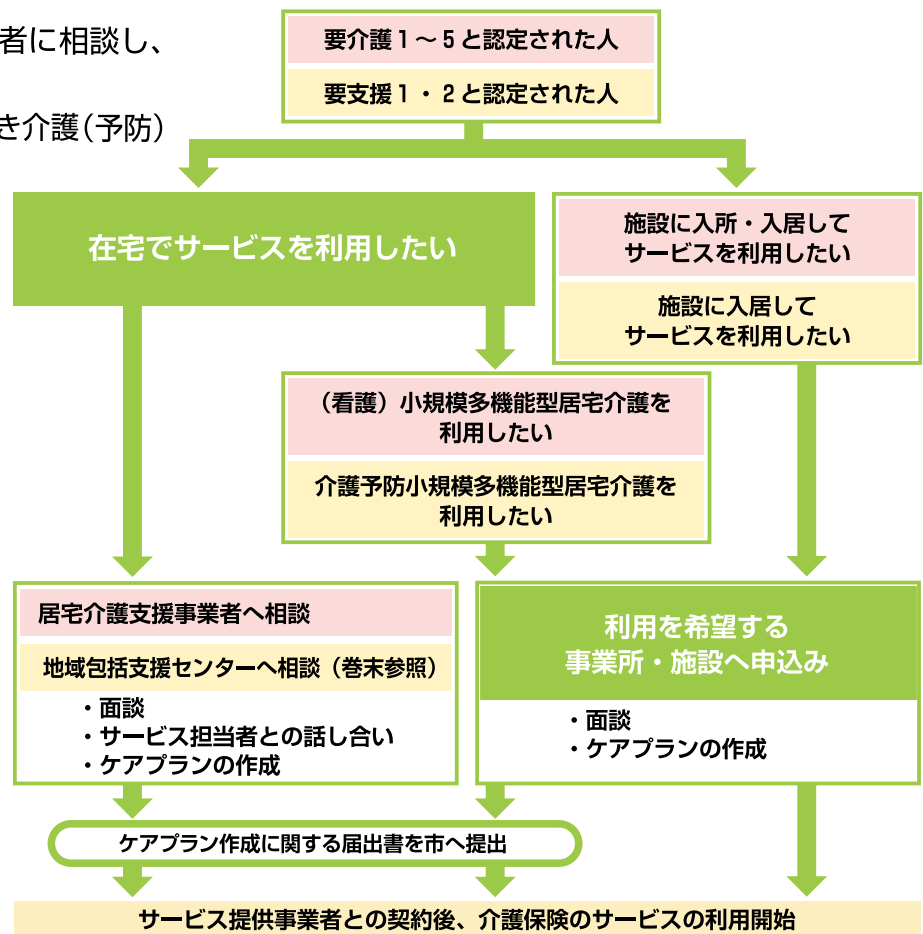 者に相談し、
き介護(予防)
要介護1~5と認定された人
要支援1・2と認定された人
在宅でサービスを利用したい
施設に入所・入居して
サービスを利用したい
施設に入居して
サービスを利用したい
(看護)小規模多機能型居宅介護を
利用したい
介護予防小規模多機能型居宅介護を
利用したい
居宅介護支援事業者へ相談
地域包括支援センターへ相談(巻末参照)
・面談
・サービス担当者との話し合い
・ケアプランの作成
利用を希望する
事業所・施設へ申込み
・面談
・ケアプランの作成
ケアプラン作成に関する届出書を市へ提出
サービス提供事業者との契約後、介護保険のサービスの利用開始